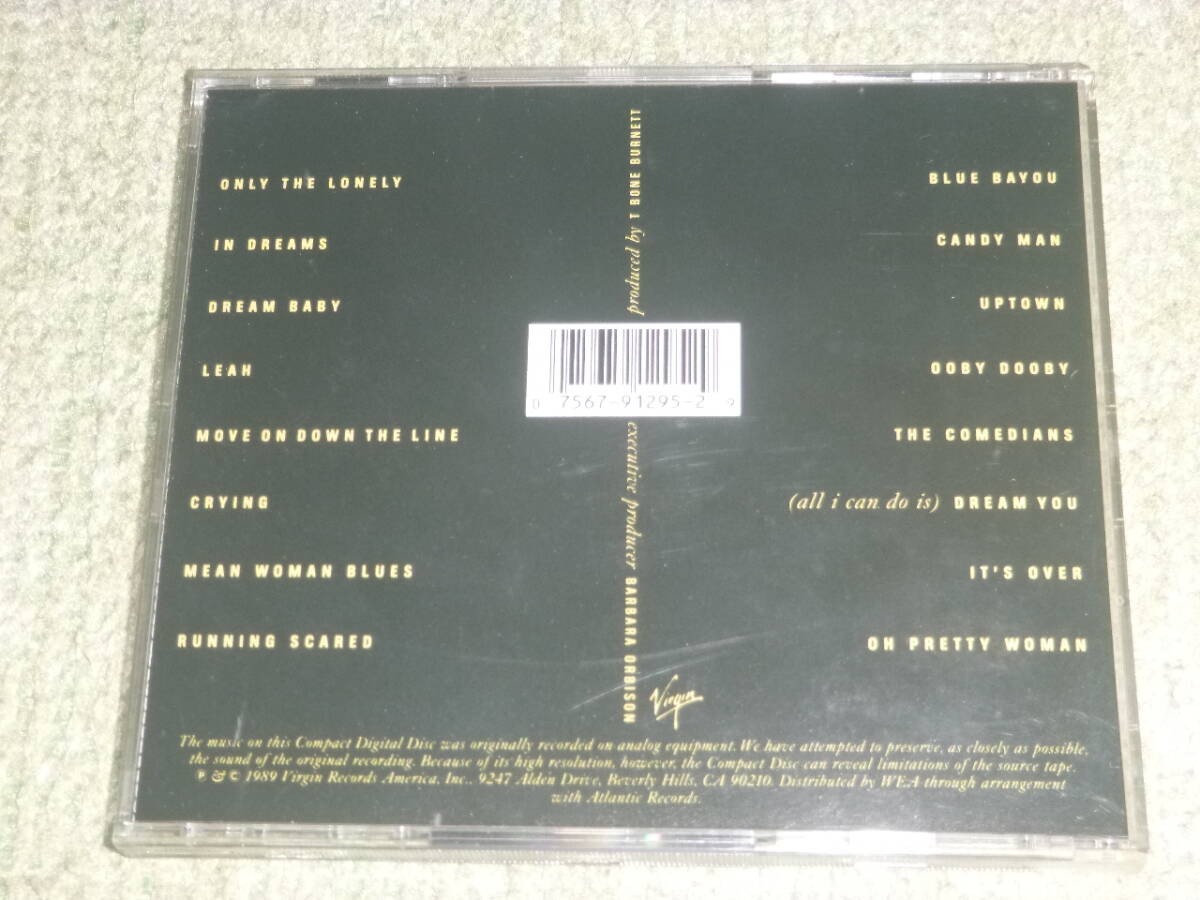 ONLY THE LONELY
IN DREAMS
DREAM BABY
LEAH
MOVE ON DOWN THE LINE
CRYING
MEAN WOMAN BLUES
RUNNING SCARED
produced by T BONE BURNETT
0 7567-91295-2 9
executive producer BARBARA ORBISON
BLUE BAYOU
CANDY MAN
UPTOWN
OOBY DOOBY
THE COMEDIANS
(all i can do is) DREAM YOU
IT'S OVER
OH PRETTY WOMAN
Virgin
The music on this Compact Digital Disc was originally recorded on analog equipment. We have attempted to preserve, as closely as possible,
the sound of the original recording. Because of its high resolution, however, the Compact Disc can reveal limitations of the source tape.
℗ & © 1989 Virgin Records America, Inc., 9247 Alden Drive, Beverly Hills, CA 90210. Distributed by WEA through arrangement
with Atlantic Records.